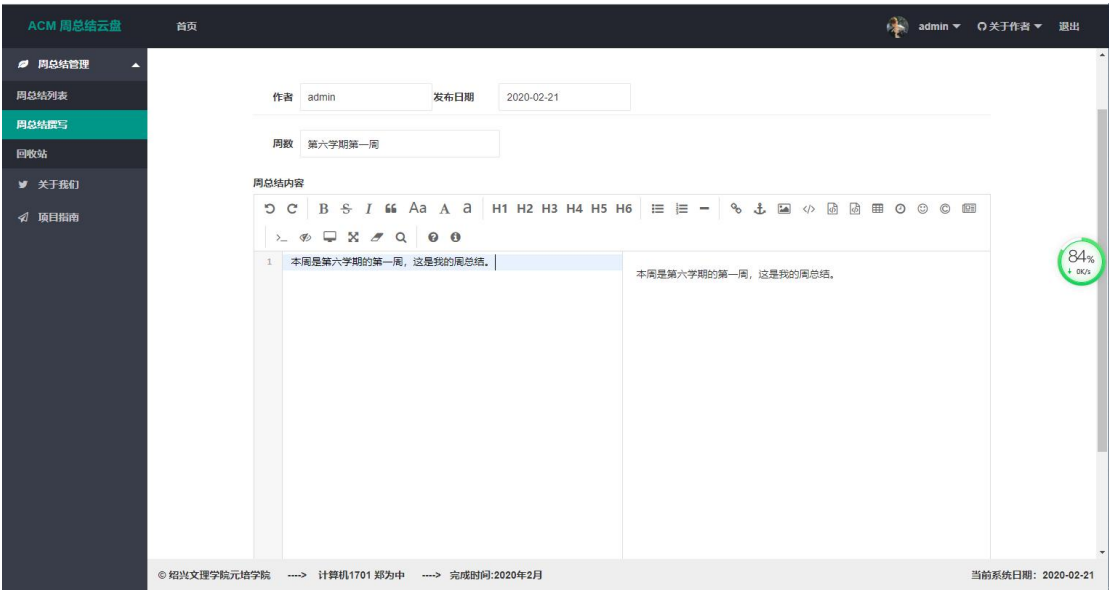 ACM 周总结云盘 首页 admin 关于作者 退出
周总结管理
周总结列表
周总结撰写
回收站
关于我们
项目指南
作者 admin 发布日期 2020-02-21
周数 第六学期第一周
周总结内容
B S I Aa A a H1 H2 H3 H4 H5 H6
1 本周是第六学期的第一周，这是我的周总结。
本周是第六学期的第一周，这是我的周总结。
84%
0K/s
© 绍兴文理学院元培学院 ----> 计算机1701 郑为中 ----> 完成时间:2020年2月 当前系统日期：2020-02-21